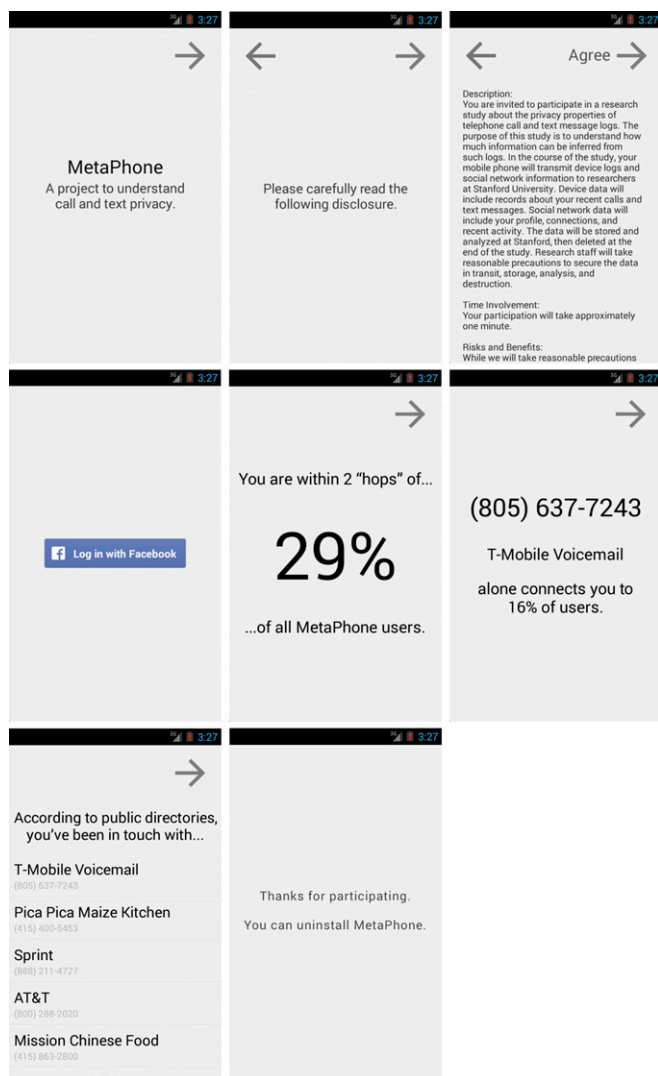 3G 3:27
MetaPhone
A project to understand
call and text privacy.
3G 3:27
Please carefully read the
following disclosure.
3G 3:27
Agree
Description:
You are invited to participate in a research
study about the privacy properties of
telephone call and text message logs. The
purpose of this study is to understand how
much information can be inferred from
such logs. In the course of the study, your
mobile phone will transmit device logs and
social network information to researchers
at Stanford University. Device data will
include records about your recent calls and
text messages. Social network data will
include your profile, connections, and
recent activity. The data will be stored and
analyzed at Stanford, then deleted at the
end of the study. Research staff will take
reasonable precautions to secure the data
in transit, storage, analysis, and
destruction.
Time Involvement:
Your participation will take approximately
one minute.
Risks and Benefits:
While we will take reasonable precautions
3G 3:27
f Log in with Facebook
3G 3:27
You are within 2 “hops” of...
29%
...of all MetaPhone users.
3G 3:27
(805) 637-7243
T-Mobile Voicemail
alone connects you to
16% of users.
3G 3:27
According to public directories,
you’ve been in touch with...
T-Mobile Voicemail
(805) 637-7243
Pica Pica Maize Kitchen
(415) 400-5453
Sprint
(888) 211-4727
AT&T
(800) 288-2020
Mission Chinese Food
(415) 863-2800
3G 3:27
Thanks for participating.
You can uninstall MetaPhone.